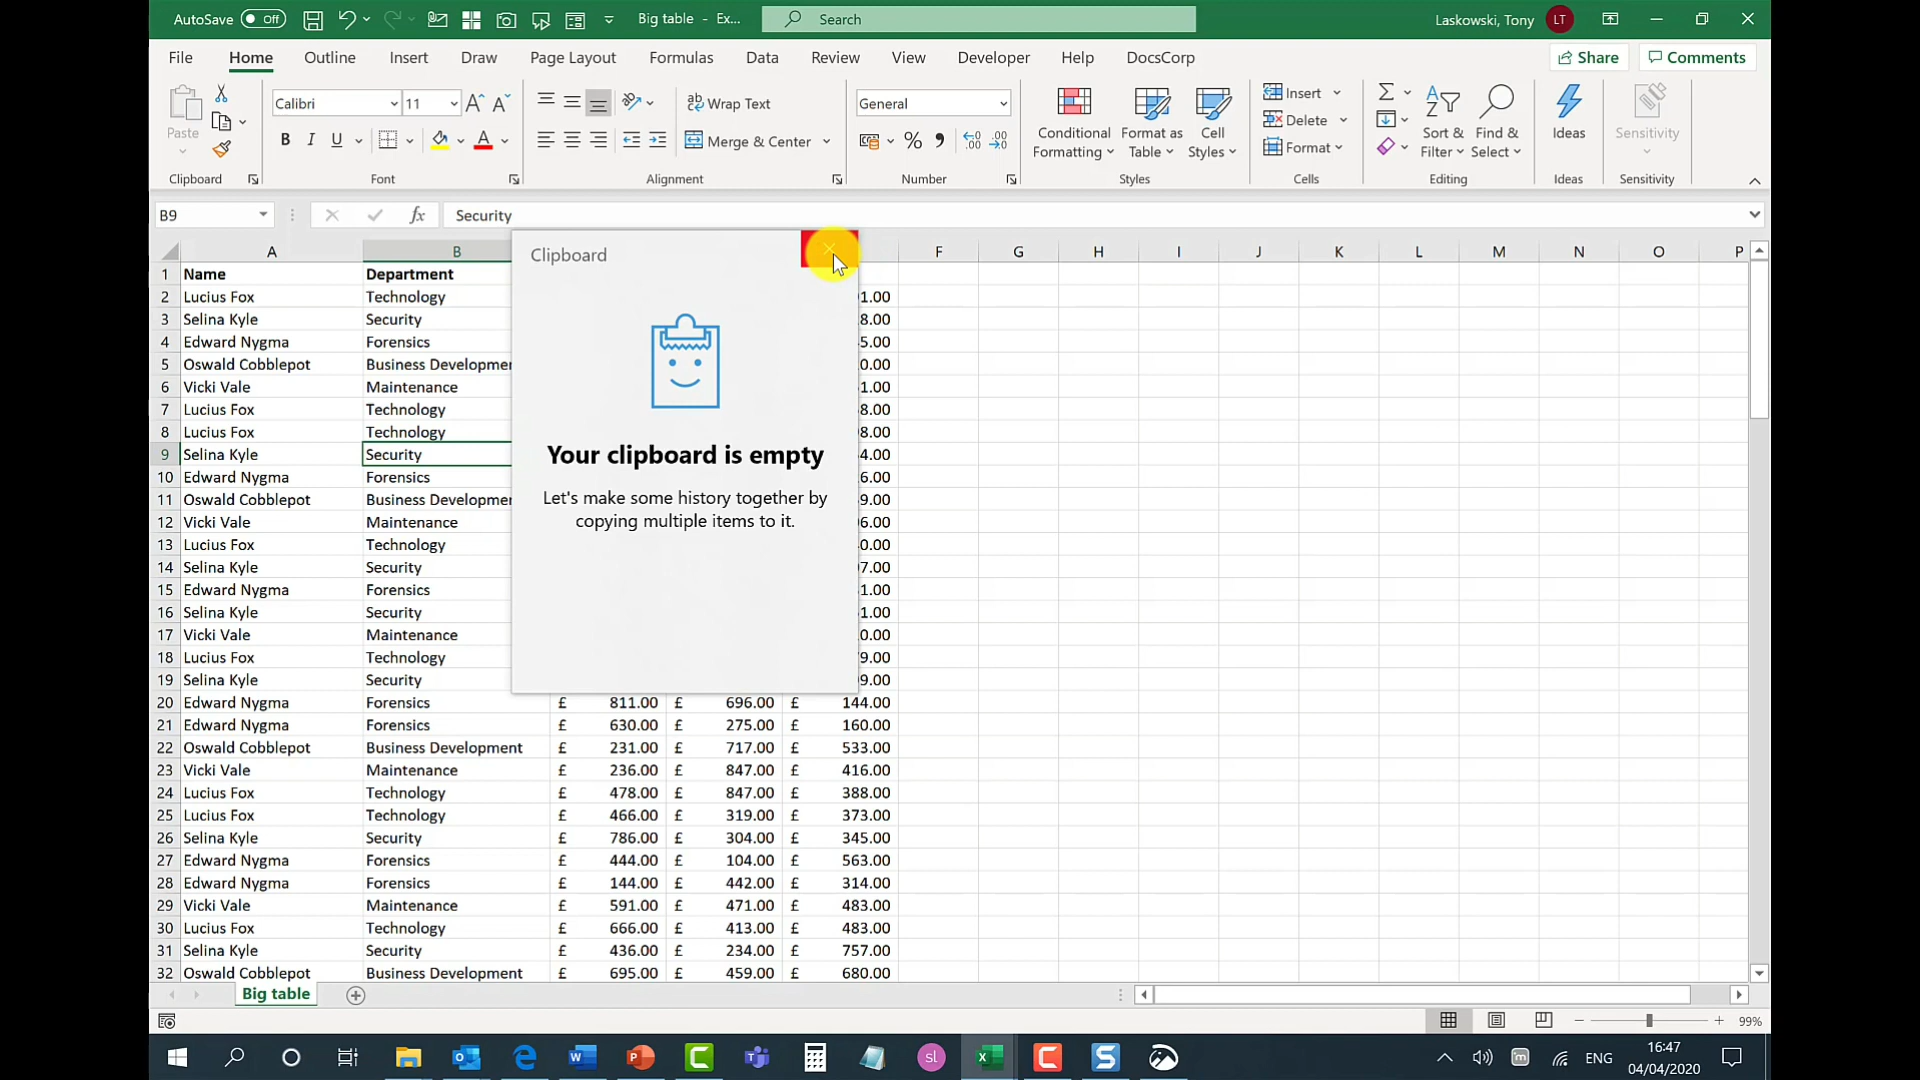 AutoSave Off Big table - Ex... Search Laskowski, Tony LT
File Home Outline Insert Draw Page Layout Formulas Data Review View Developer Help DocsCorp Share Comments
Paste Calibri 11 Wrap Text General Conditional Formatting Format as Table Cell Styles Insert Sort & Filter Find & Select Ideas Sensitivity
B I U Merge & Center % Delete
Format
Clipboard Font Alignment Number Styles Cells Editing Ideas Sensitivity
B9 fx Security
A B F G H I J K L M N O P
Clipboard
1 Name Department
2 Lucius Fox Technology
3 Selina Kyle Security 8.00
4 Edward Nygma Forensics 5.00
5 Oswald Cobblepot Business Developme 0.00
6 Vicki Vale Maintenance 1.00
7 Lucius Fox Technology 8.00
8 Lucius Fox Technology 8.00
9 Selina Kyle Security 4.00
Your clipboard is empty
10 Edward Nygma Forensics 6.00
11 Oswald Cobblepot Business Developme 9.00
Let's make some history together by
copying multiple items to it.
12 Vicki Vale Maintenance 6.00
13 Lucius Fox Technology 0.00
14 Selina Kyle Security 7.00
15 Edward Nygma Forensics 1.00
16 Selina Kyle Security 1.00
17 Vicki Vale Maintenance 0.00
18 Lucius Fox Technology 9.00
19 Selina Kyle Security 9.00
20 Edward Nygma Forensics £ 811.00 £ 696.00 £ 144.00
21 Edward Nygma Forensics £ 630.00 £ 275.00 £ 160.00
22 Oswald Cobblepot Business Development £ 231.00 £ 717.00 £ 533.00
23 Vicki Vale Maintenance £ 236.00 £ 847.00 £ 416.00
24 Lucius Fox Technology £ 478.00 £ 847.00 £ 388.00
25 Lucius Fox Technology £ 466.00 £ 319.00 £ 373.00
26 Selina Kyle Security £ 786.00 £ 304.00 £ 345.00
27 Edward Nygma Forensics £ 444.00 £ 104.00 £ 563.00
28 Edward Nygma Forensics £ 144.00 £ 442.00 £ 314.00
29 Vicki Vale Maintenance £ 591.00 £ 471.00 £ 483.00
30 Lucius Fox Technology £ 666.00 £ 413.00 £ 483.00
31 Selina Kyle Security £ 436.00 £ 234.00 £ 757.00
32 Oswald Cobblepot Business Development £ 695.00 £ 459.00 £ 680.00
Big table
99%
ENG 16:47
04/04/2020